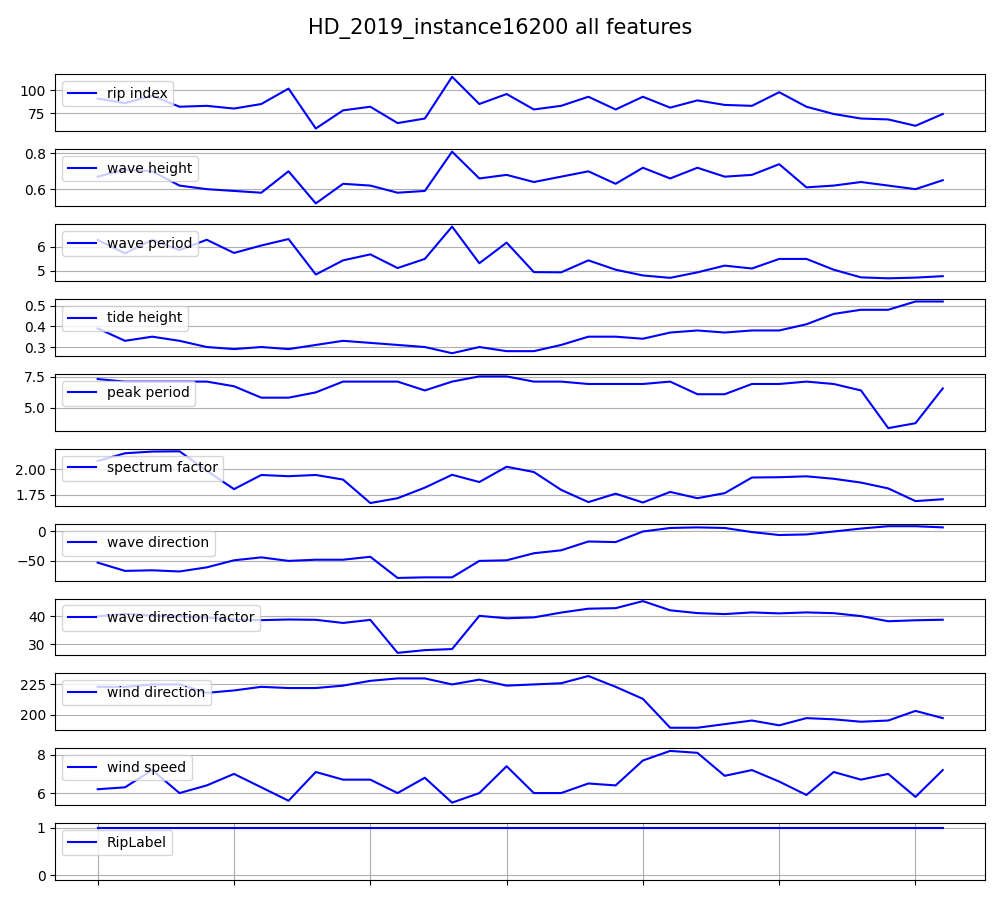 HD_2019_instance16200 all features
100
75
rip index
0.8
0.6
wave height
6
5
wave period
0.5
0.4
0.3
tide height
7.5
5.0
peak period
2.00
1.75
spectrum factor
0
−50
wave direction
40
30
wave direction factor
225
200
wind direction
8
6
wind speed
1
0
RipLabel